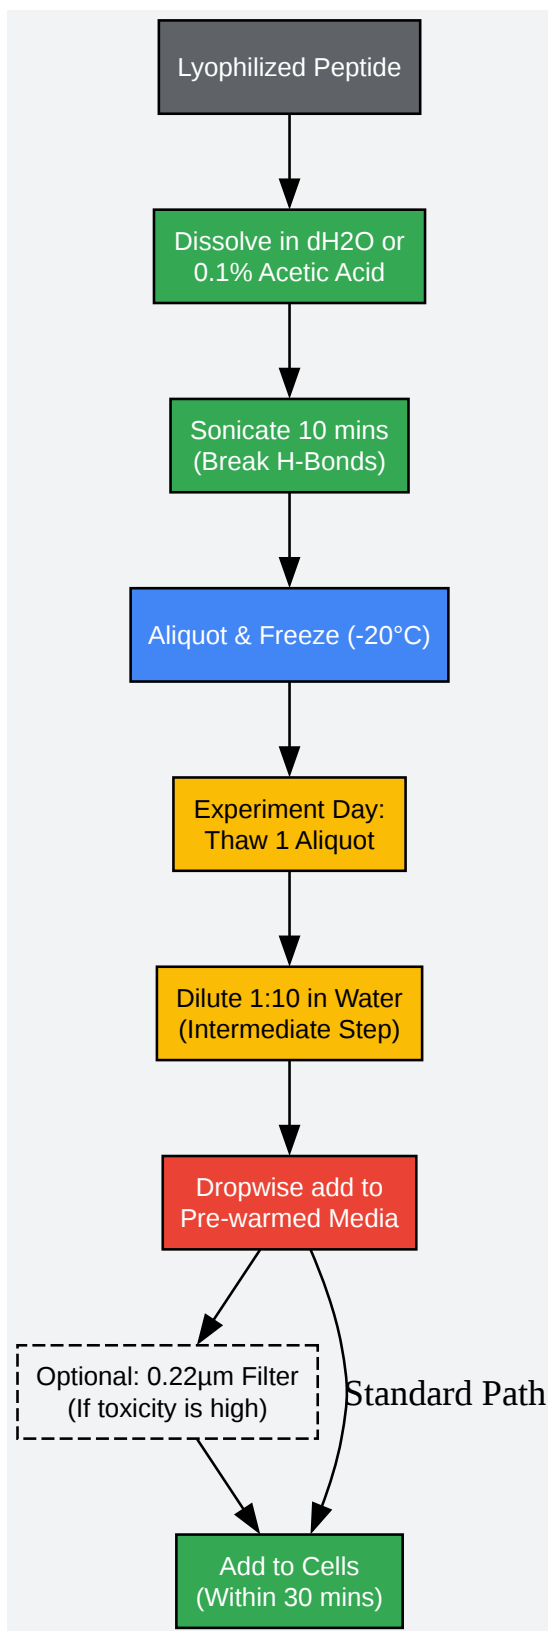 Lyophilized Peptide
Dissolve in dH2O or
0.1% Acetic Acid
Sonicate 10 mins
(Break H-Bonds)
Aliquot & Freeze (-20°C)
Experiment Day:
Thaw 1 Aliquot
Dilute 1:10 in Water
(Intermediate Step)
Dropwise add to
Pre-warmed Media
Optional: 0.22µm Filter
(If toxicity is high)
Standard Path
Add to Cells
(Within 30 mins)